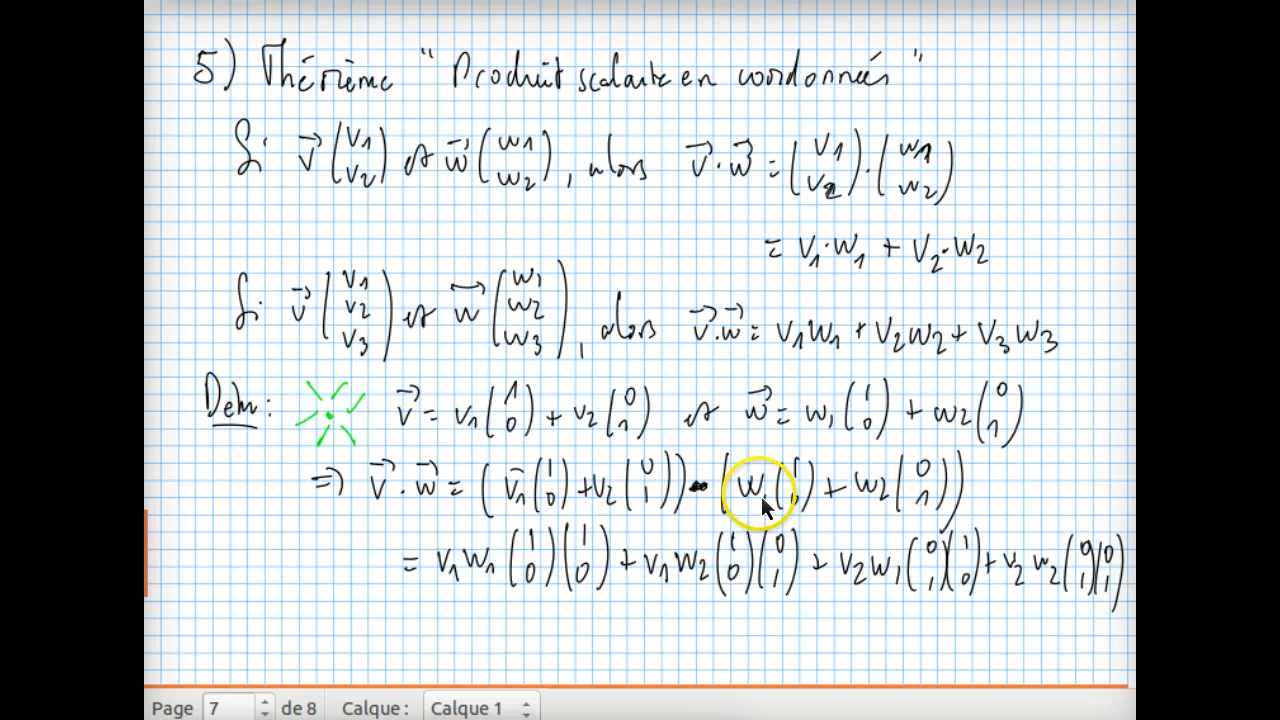 5) Théorème "Produit scalaire en coordonnées"
Si v⃗ (v1 v2) et w⃗ (w1 w2), alors v⃗ · w⃗ = (v1 v2) · (w1 w2)
= v1 · w1 + v2 · w2
Si v⃗ (v1 v2 v3) et w⃗ (w1 w2 w3), alors v⃗ · w⃗ = v1w1 + v2w2 + v3w3
Dém : v⃗ = v1 (1 0) + v2 (0 1) et w⃗ = w1 (1 0) + w2 (0 1)
⇒ v⃗ · w⃗ = (v1 (1 0) + v2 (0 1)) · (w1 (1 0) + w2 (0 1))
= v1w1 (1 0)(1 0) + v1w2 (1 0)(0 1) + v2w1 (0 1)(1 0) + v2w2 (0 1)(0 1)
Page 7 de 8 Calque : Calque 1